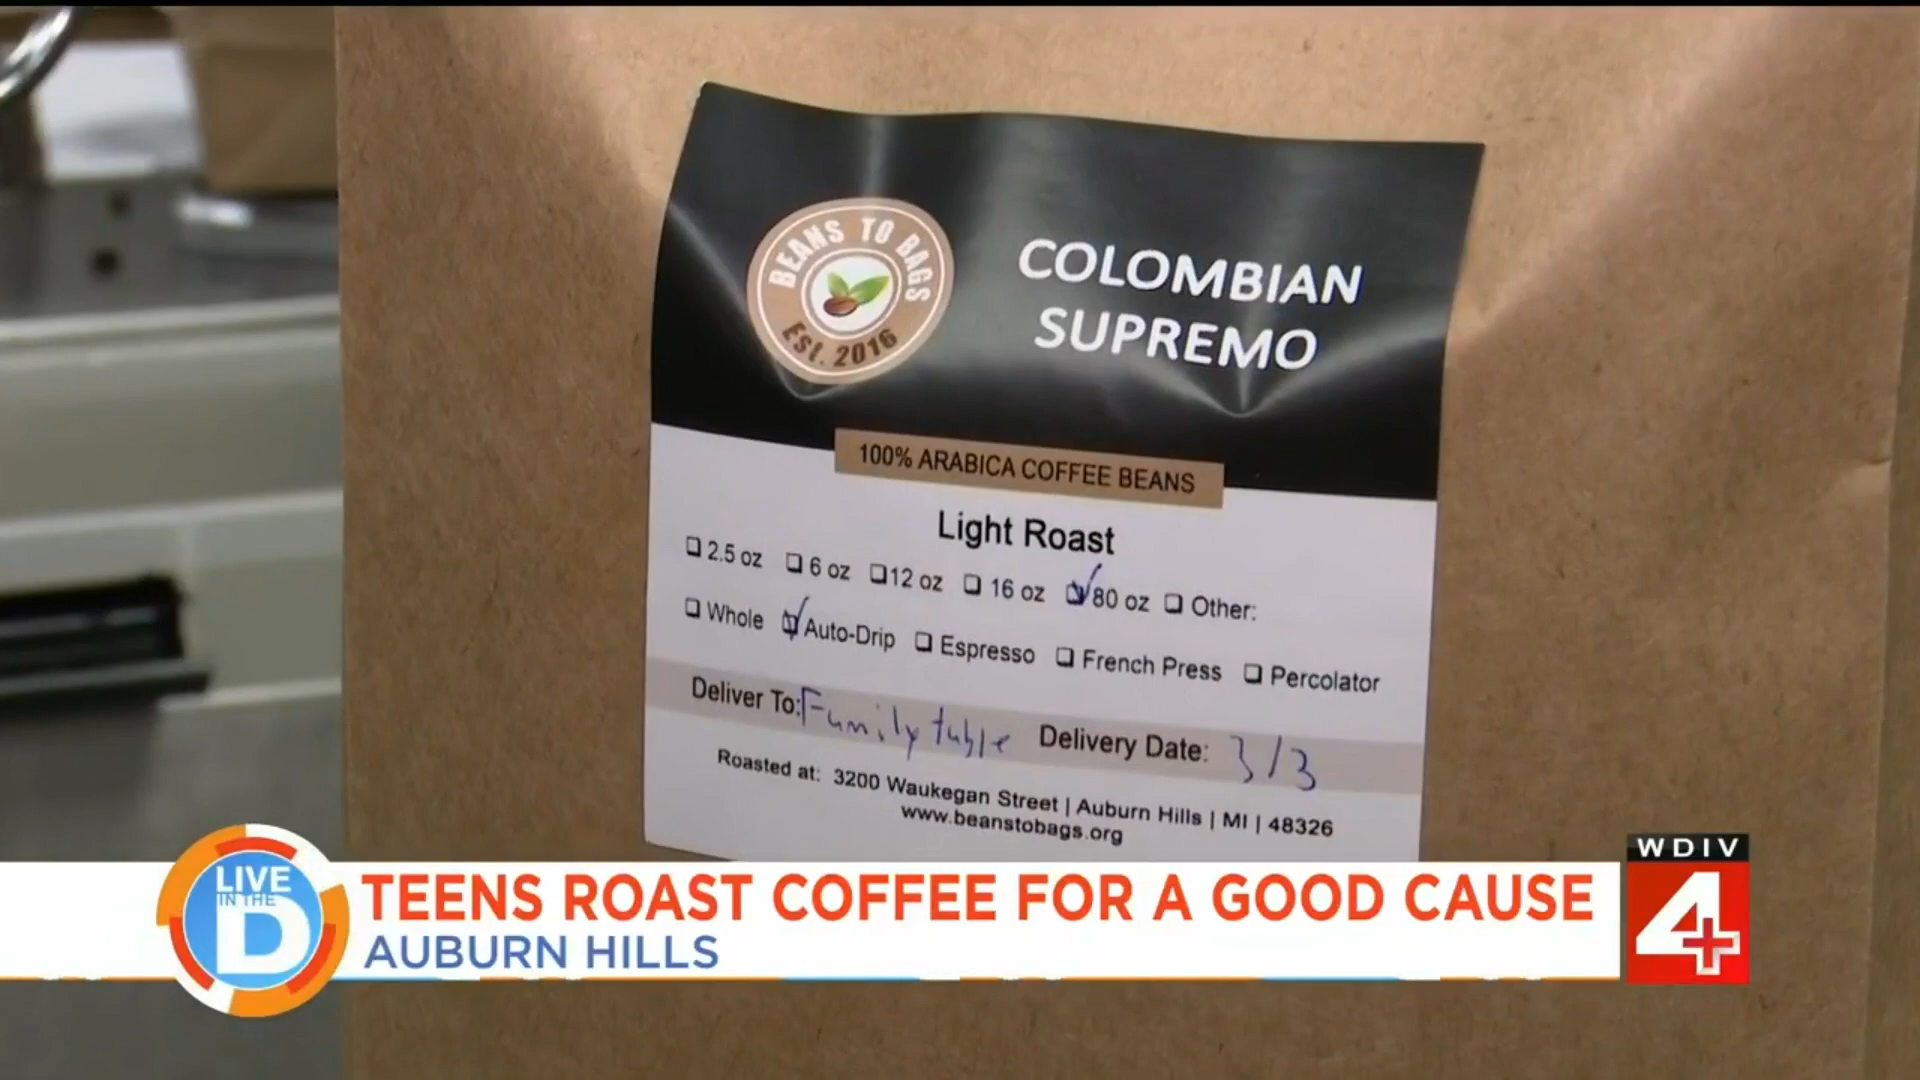 BEANS TO BAGS
Est. 2016
COLOMBIAN
SUPREMO
100% ARABICA COFFEE BEANS
Light Roast
❑ 2.5 oz ❑ 6 oz ❑ 12 oz ❑ 16 oz ☑ 80 oz ❑ Other:
❑ Whole ☑ Auto-Drip ❑ Espresso ❑ French Press ❑ Percolator
Deliver To: Family table Delivery Date: 3/3
Roasted at: 3200 Waukegan Street | Auburn Hills | MI | 48326
www.beanstobags.org
LIVE
IN THE
D
TEENS ROAST COFFEE FOR A GOOD CAUSE
AUBURN HILLS
WDIV
4